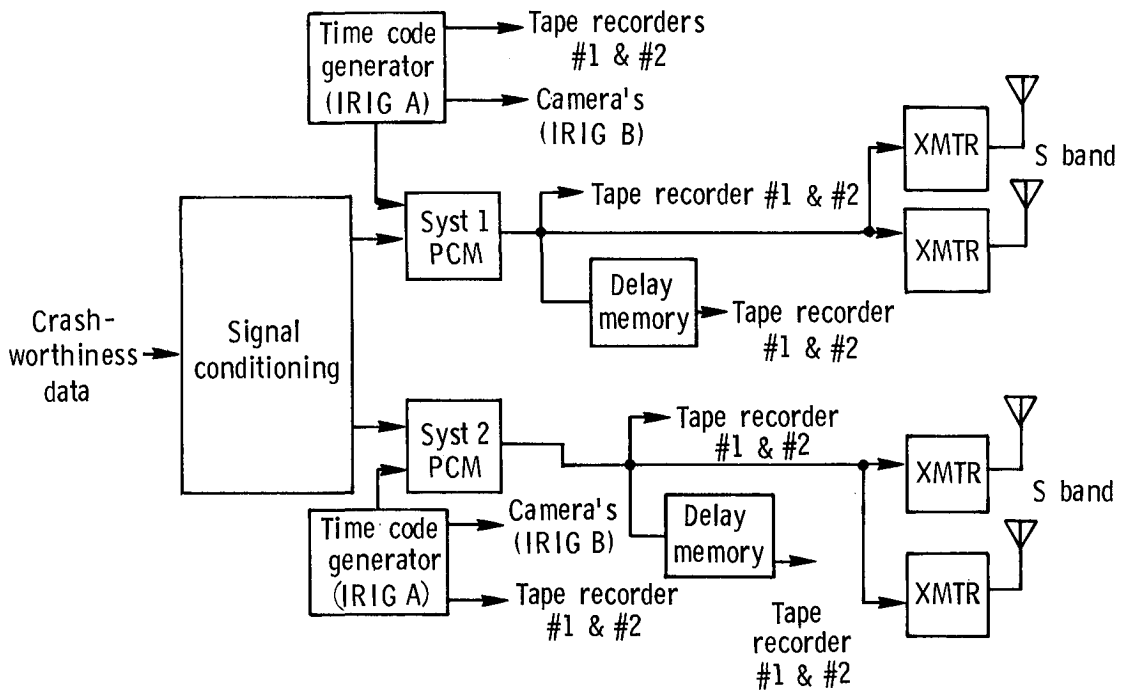 Time code
generator
(IRIG A)
Tape recorders
#1 & #2
Camera's
(IRIG B)
XMTR
S band
XMTR
Syst 1
PCM
Tape recorder #1 & #2
Delay
memory
Tape recorder
#1 & #2
Crash-
worthiness
data
Signal
conditioning
Syst 2
PCM
Tape recorder
#1 & #2
XMTR
S band
Delay
memory
Camera's
(IRIG B)
Time code
generator
(IRIG A)
Tape recorder
#1 & #2
Tape
recorder
#1 & #2
XMTR